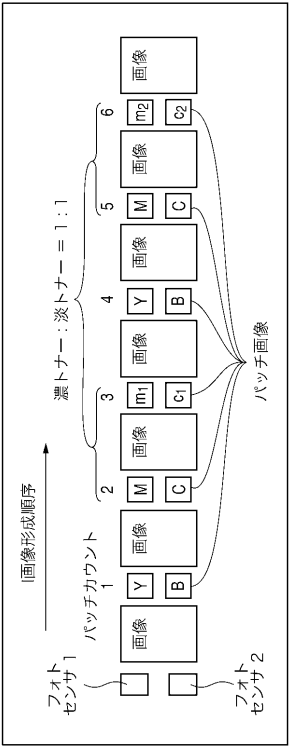 濃トナー：淡トナー＝1：1
画像形成順序
パッチカウント
1 2 3 4 5 6
フォト
センサ1
フォト
センサ2
画像 画像 画像 画像 画像 画像 画像
Y M m1 Y M m2
B C c1 B C c2
パッチ画像